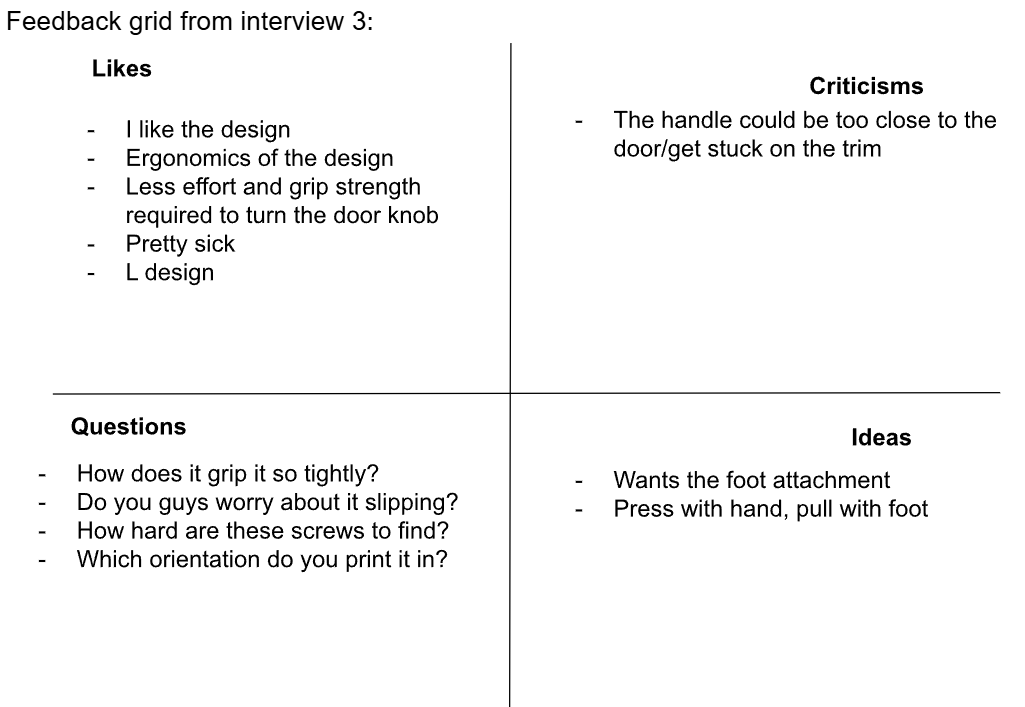 Feedback grid from interview 3:
Likes
- I like the design
- Ergonomics of the design
- Less effort and grip strength
required to turn the door knob
- Pretty sick
- L design
Criticisms
- The handle could be too close to the
door/get stuck on the trim
Questions
- How does it grip it so tightly?
- Do you guys worry about it slipping?
- How hard are these screws to find?
- Which orientation do you print it in?
Ideas
- Wants the foot attachment
- Press with hand, pull with foot